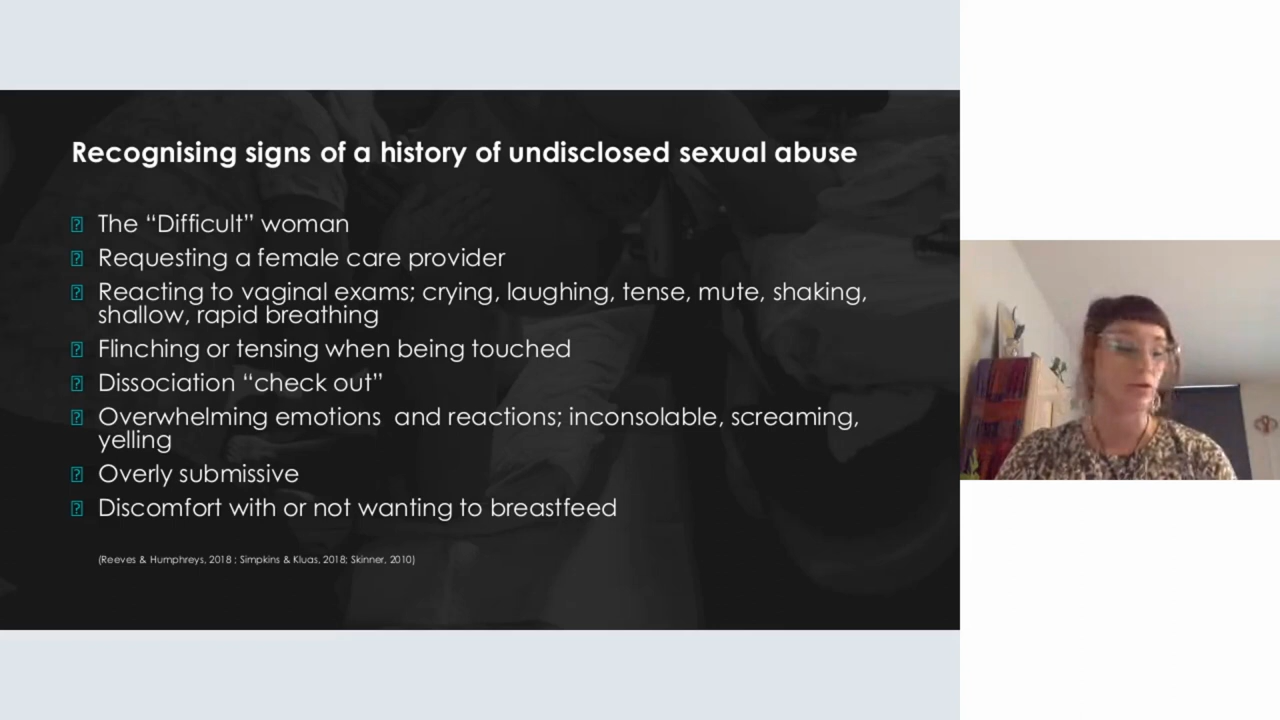 Recognising signs of a history of undisclosed sexual abuse
The “Difficult” woman
Requesting a female care provider
Reacting to vaginal exams; crying, laughing, tense, mute, shaking,
shallow, rapid breathing
Flinching or tensing when being touched
Dissociation “check out”
Overwhelming emotions  and reactions; inconsolable, screaming,
yelling
Overly submissive
Discomfort with or not wanting to breastfeed
(Reeves & Humphreys, 2018 ; Simpkins & Kluas, 2018; Skinner, 2010)